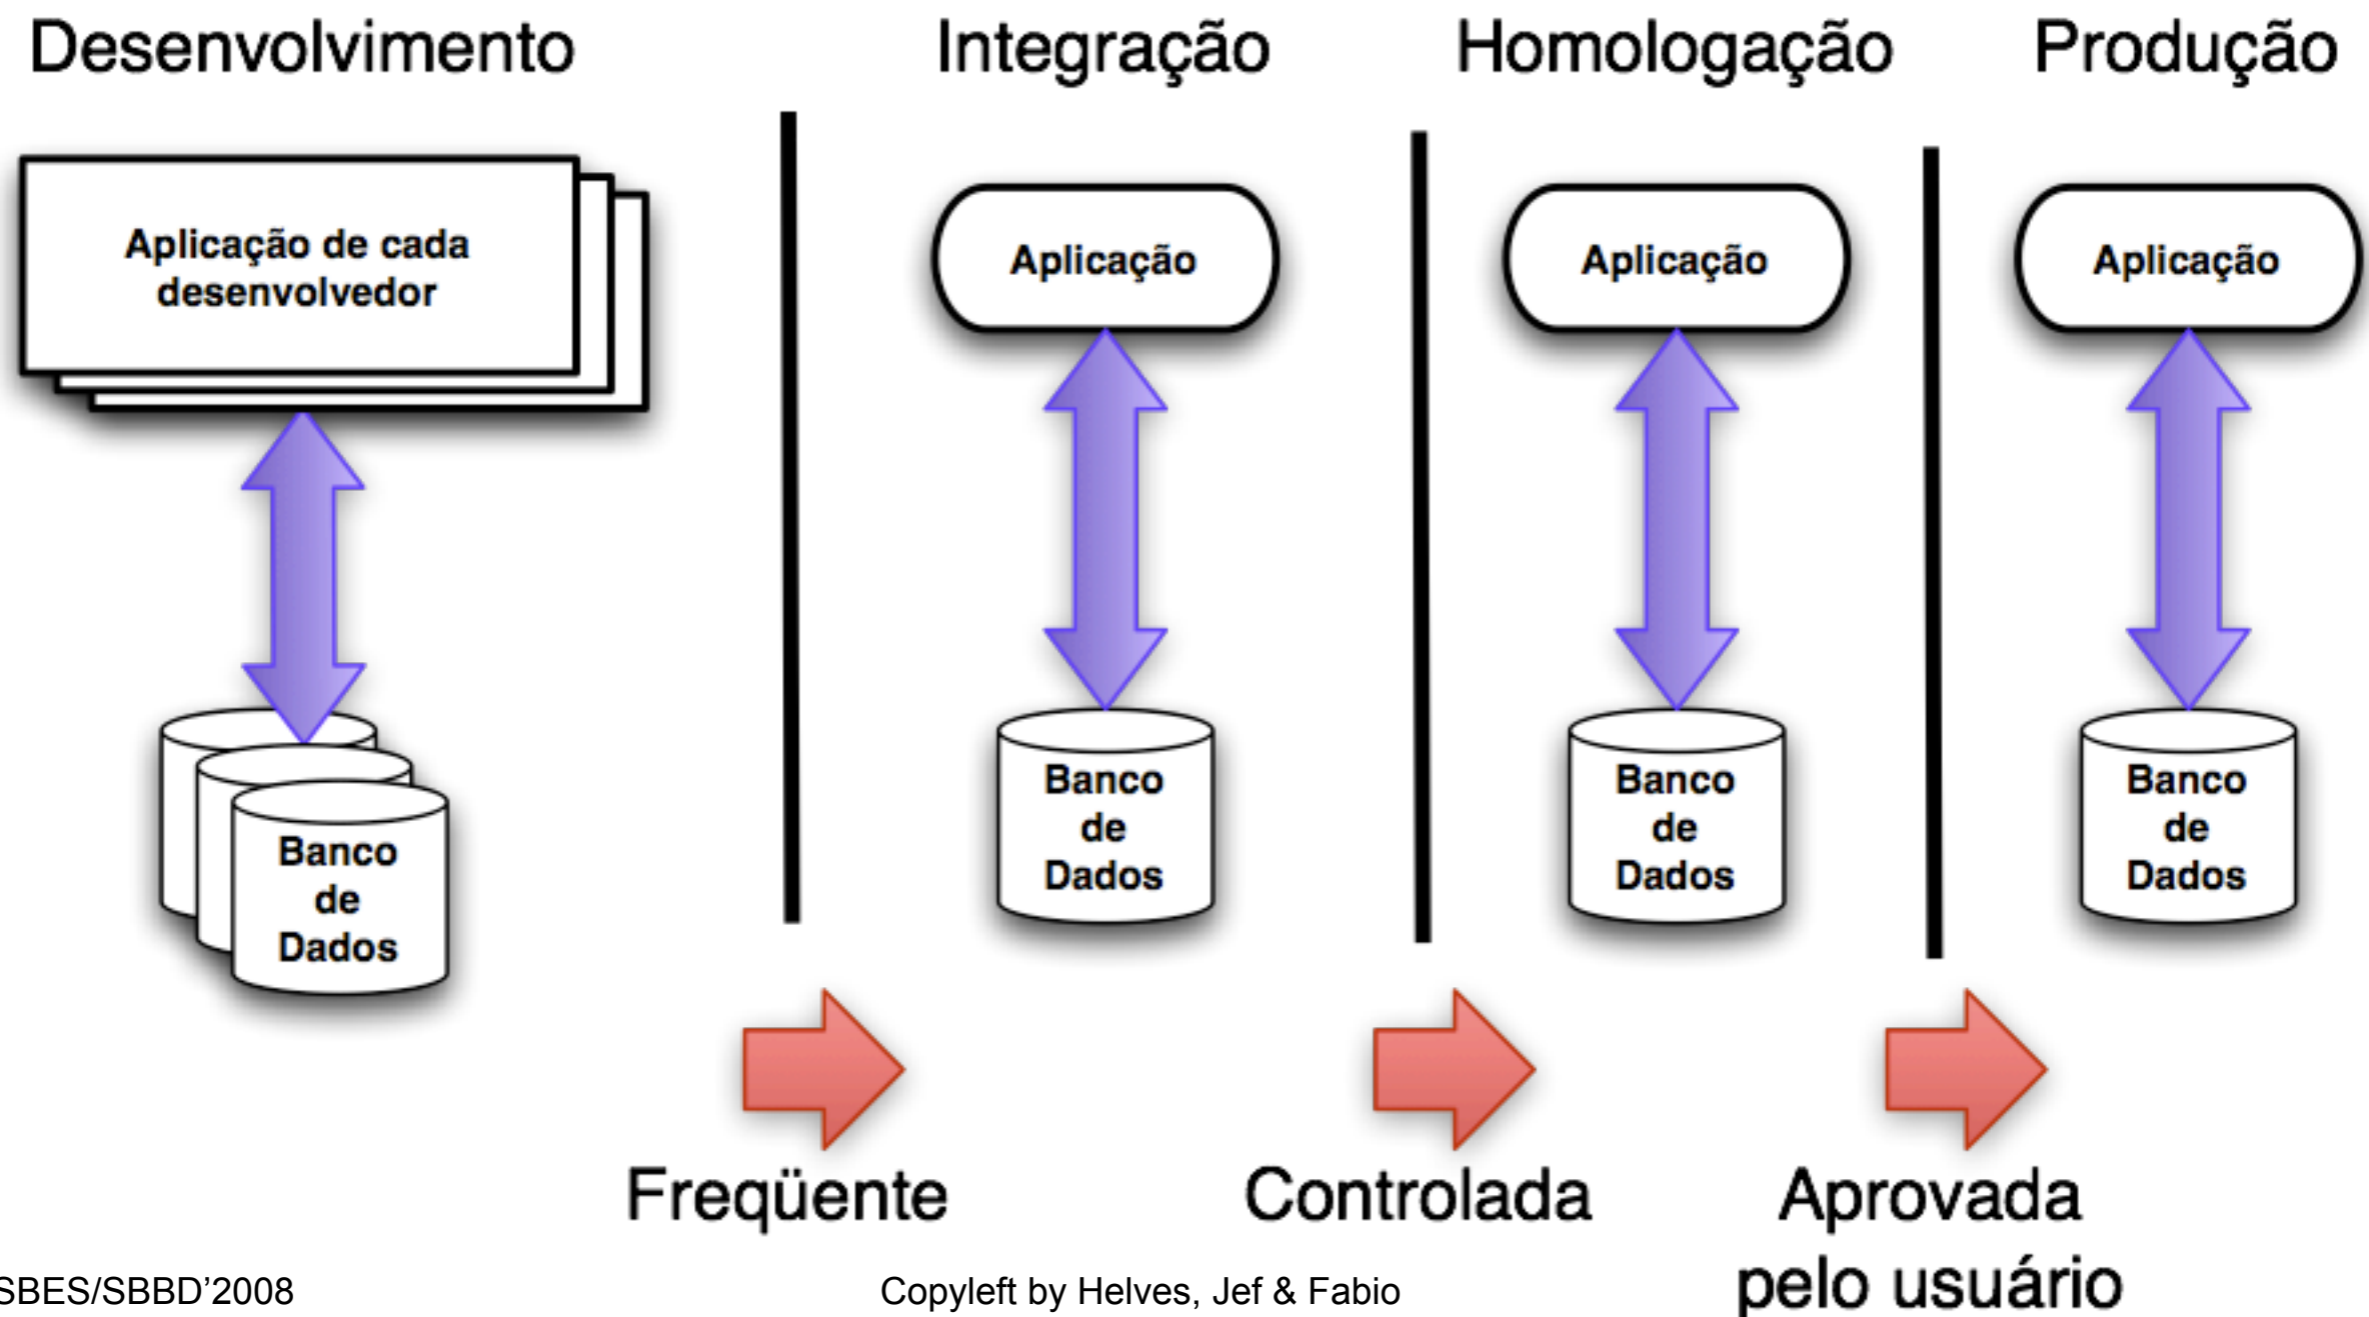 Desenvolvimento
Integração
Homologação
Produção
Aplicação de cada
desenvolvedor
Aplicação
Aplicação
Aplicação
Banco
de
Dados
Banco
de
Dados
Banco
de
Dados
Banco
de
Dados
Freqüente
Controlada
Aprovada
pelo usuário
SBES/SBBD’2008
Copyleft by Helves, Jef & Fabio